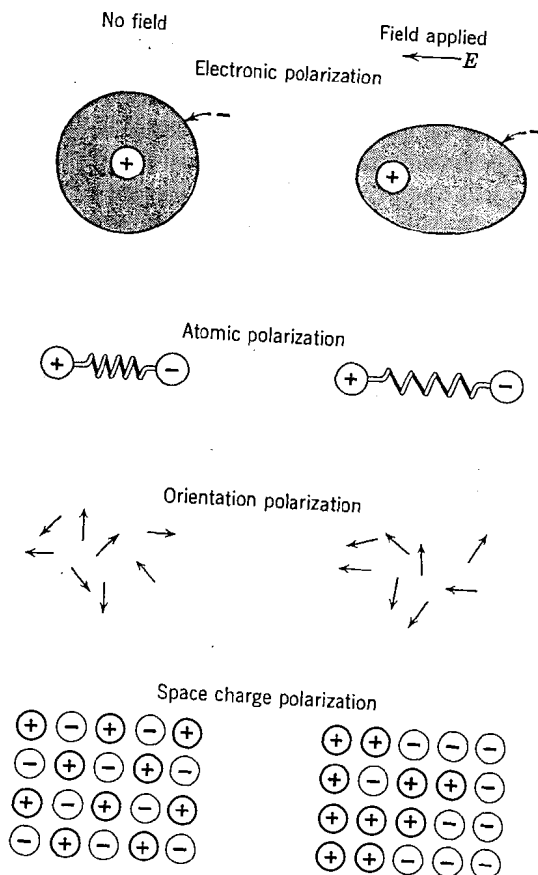 No field
Field applied
E
Electronic polarization
−
−
+
+
Atomic polarization
+ −
+ −
Orientation polarization
Space charge polarization
+ − + − +
− + − + −
+ − + − +
− + − + −
+ + − − −
+ − + + −
+ + + − −
+ + − − −